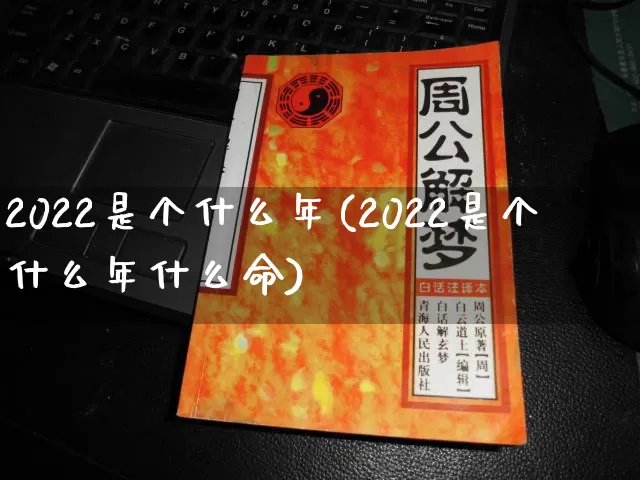 2022是个什么年(2022是个
什么年什么命)
周公解梦
白话注译本
周公原著[周]
白云道士[编辑]
白话解玄梦
青海人民出版社
Home
End